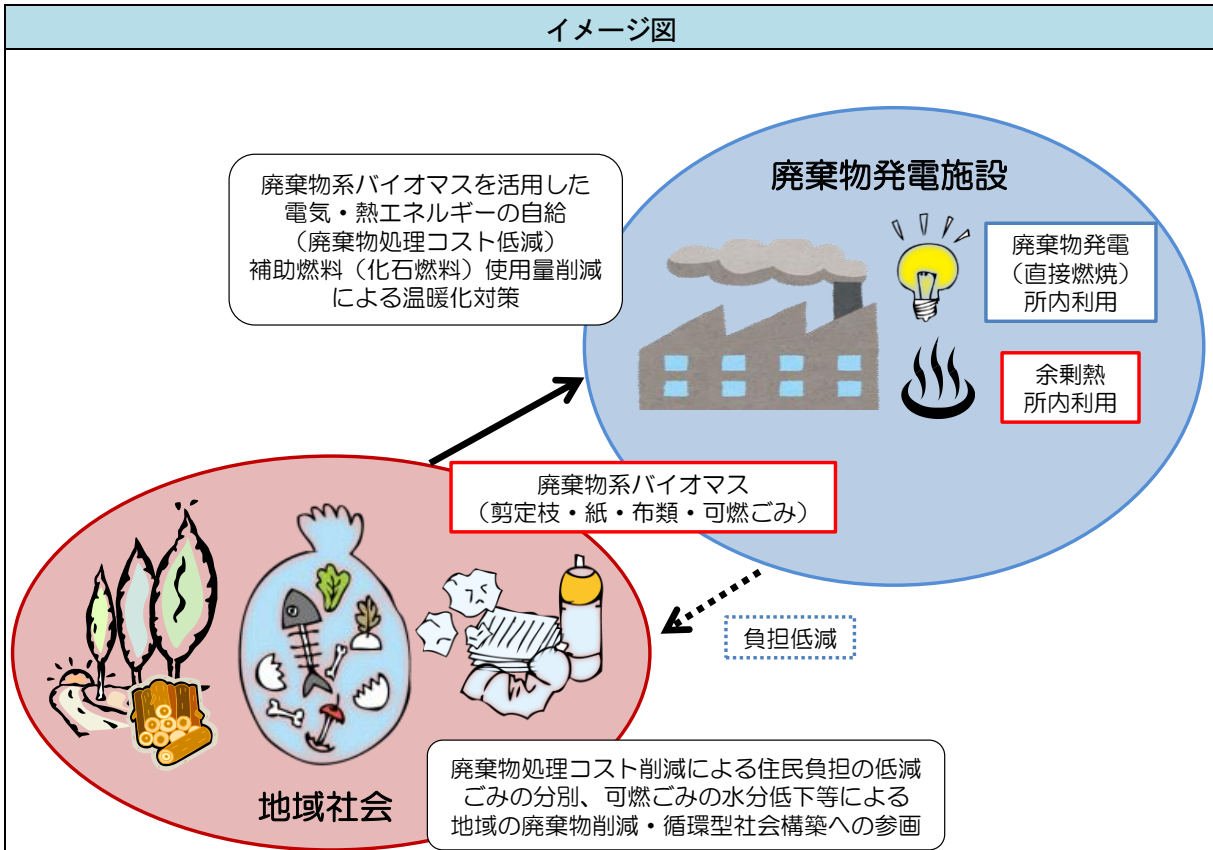 イメージ図
廃棄物発電施設
廃棄物系バイオマスを活用した
電気・熱エネルギーの自給
（廃棄物処理コスト低減）
補助燃料（化石燃料）使用量削減
による温暖化対策
廃棄物発電
（直接燃焼）
所内利用
余剰熱
所内利用
廃棄物系バイオマス
（剪定枝・紙・布類・可燃ごみ）
負担低減
地域社会
廃棄物処理コスト削減による住民負担の低減
ごみの分別、可燃ごみの水分低下等による
地域の廃棄物削減・循環型社会構築への参画